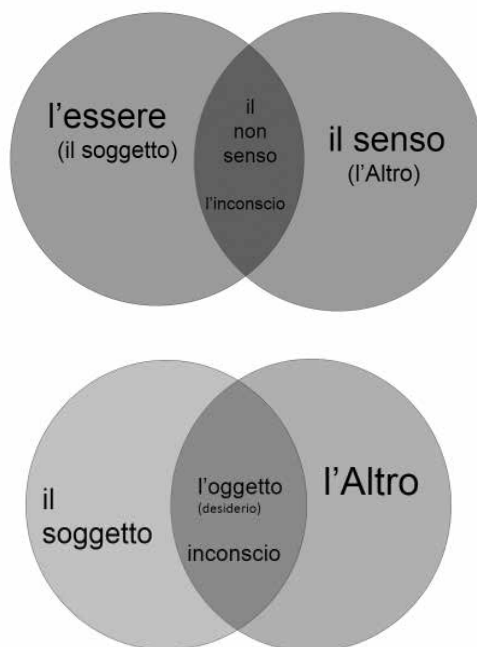 l'essere
(il soggetto)
il
non
senso
l'inconscio
il senso
(l'Altro)
il
soggetto
l'oggetto
(desiderio)
inconscio
l'Altro